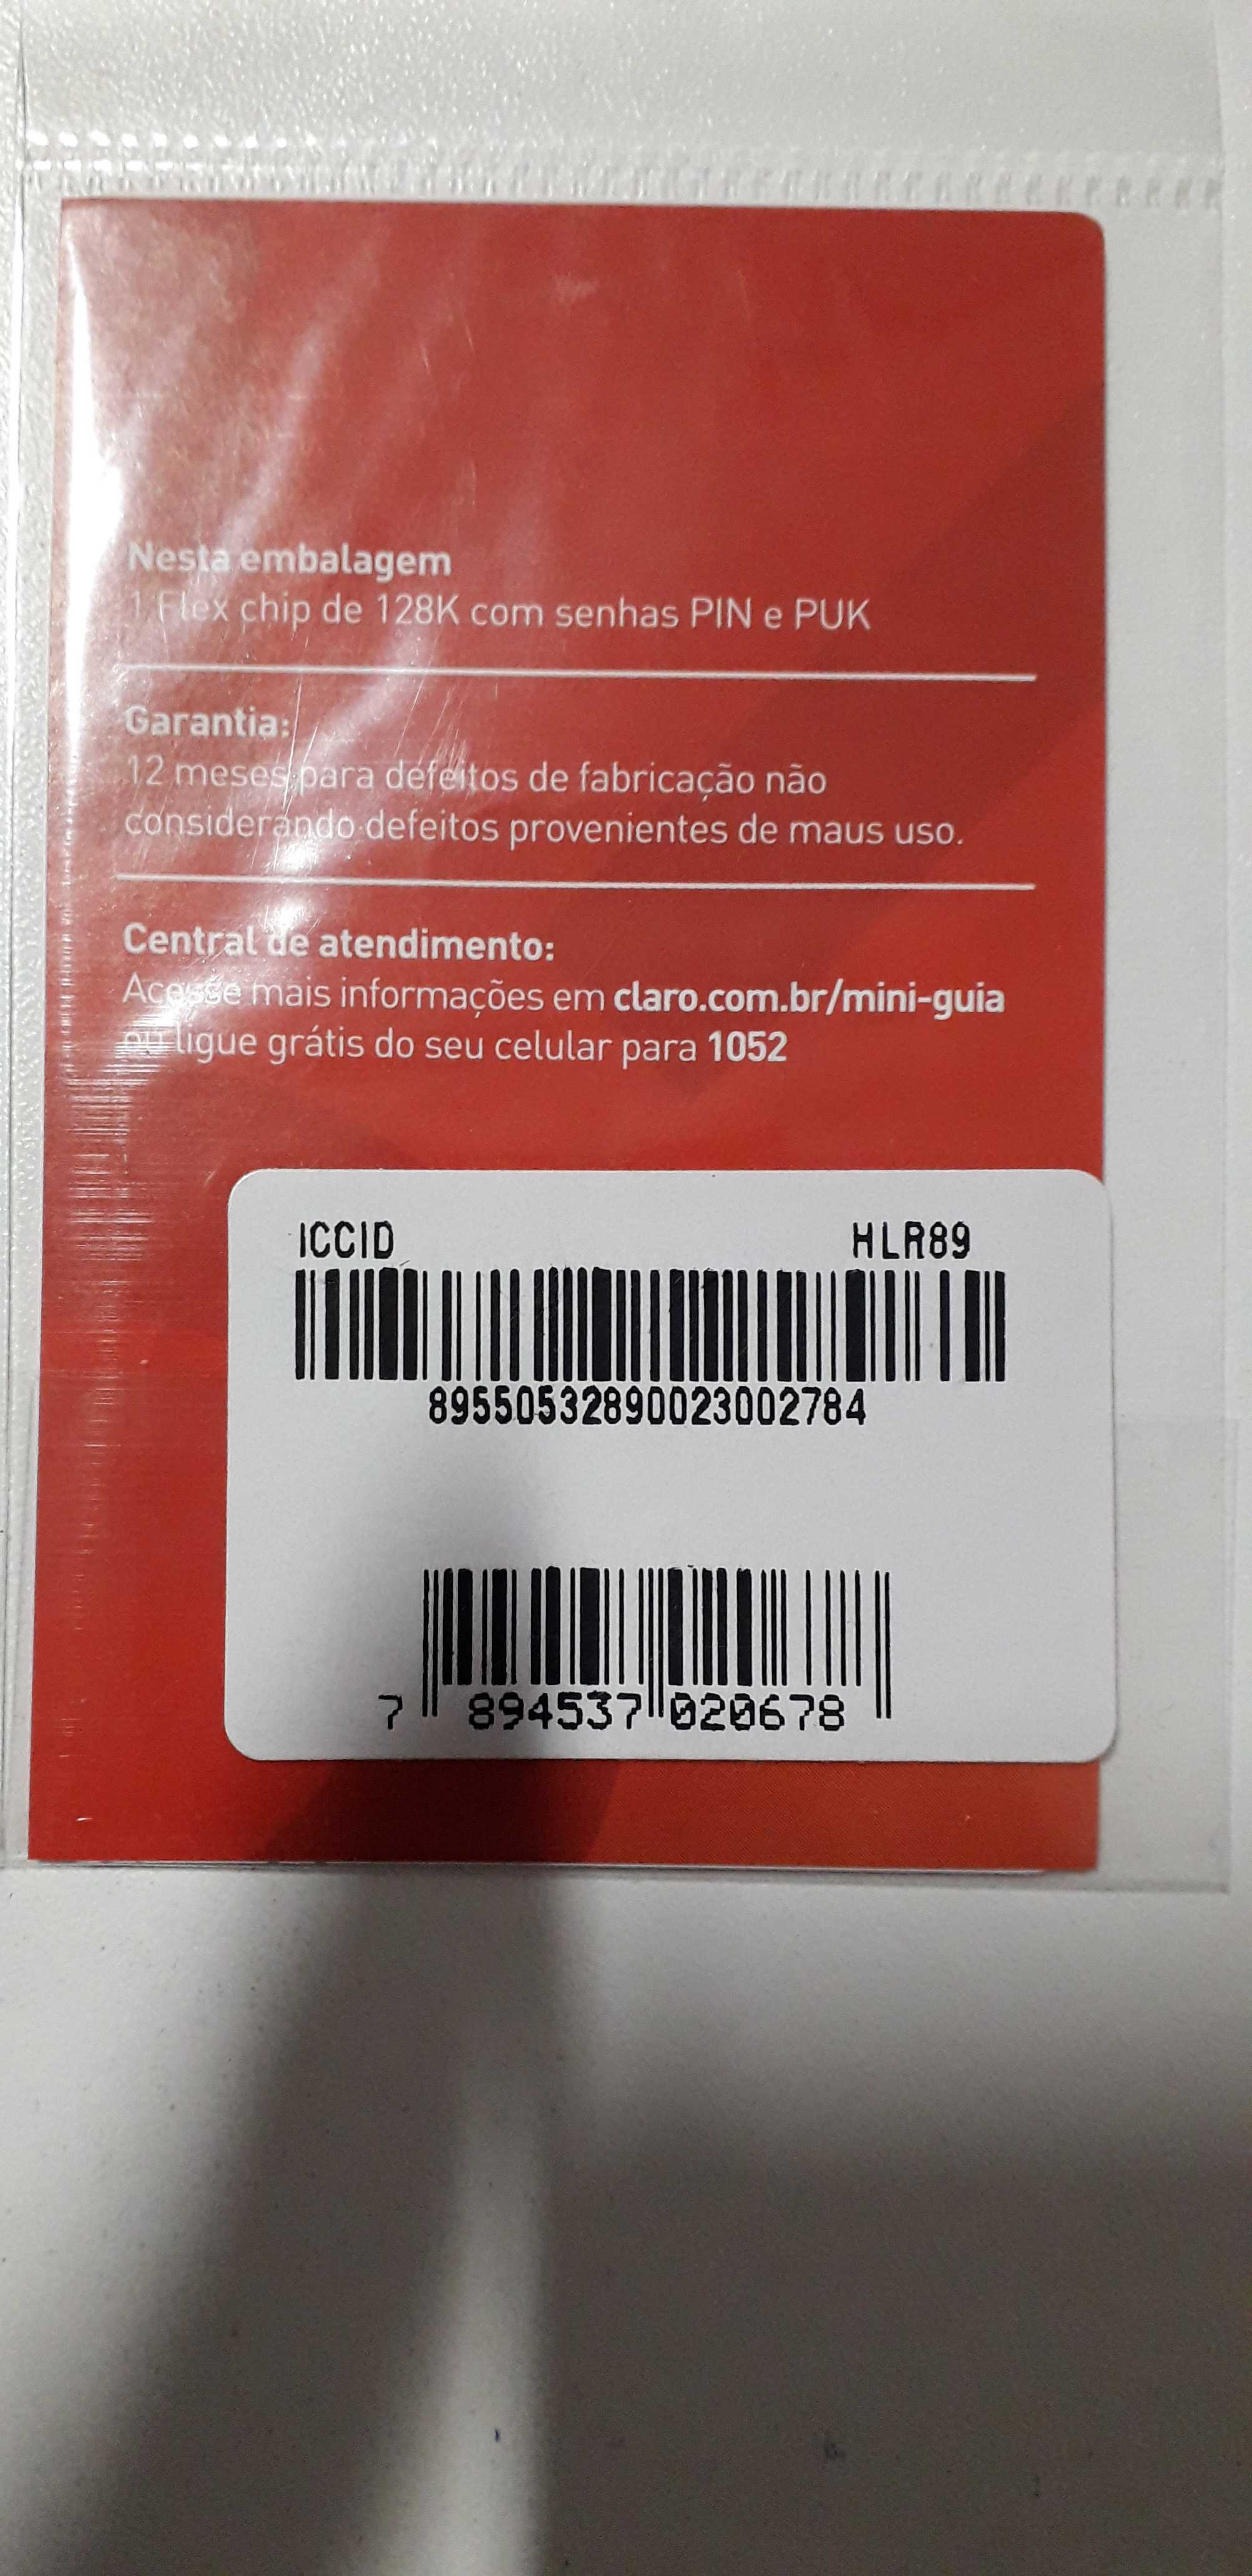 Nesta embalagem
1 Flex chip de 128K com senhas PIN e PUK
Garantia:
12 meses para defeitos de fabricação não
considerando defeitos provenientes de maus uso.
Central de atendimento:
Acesse mais informações em claro.com.br/mini-guia
ou ligue grátis do seu celular para 1052
ICCID HLR89
89550532890023002784
7 894537 020678